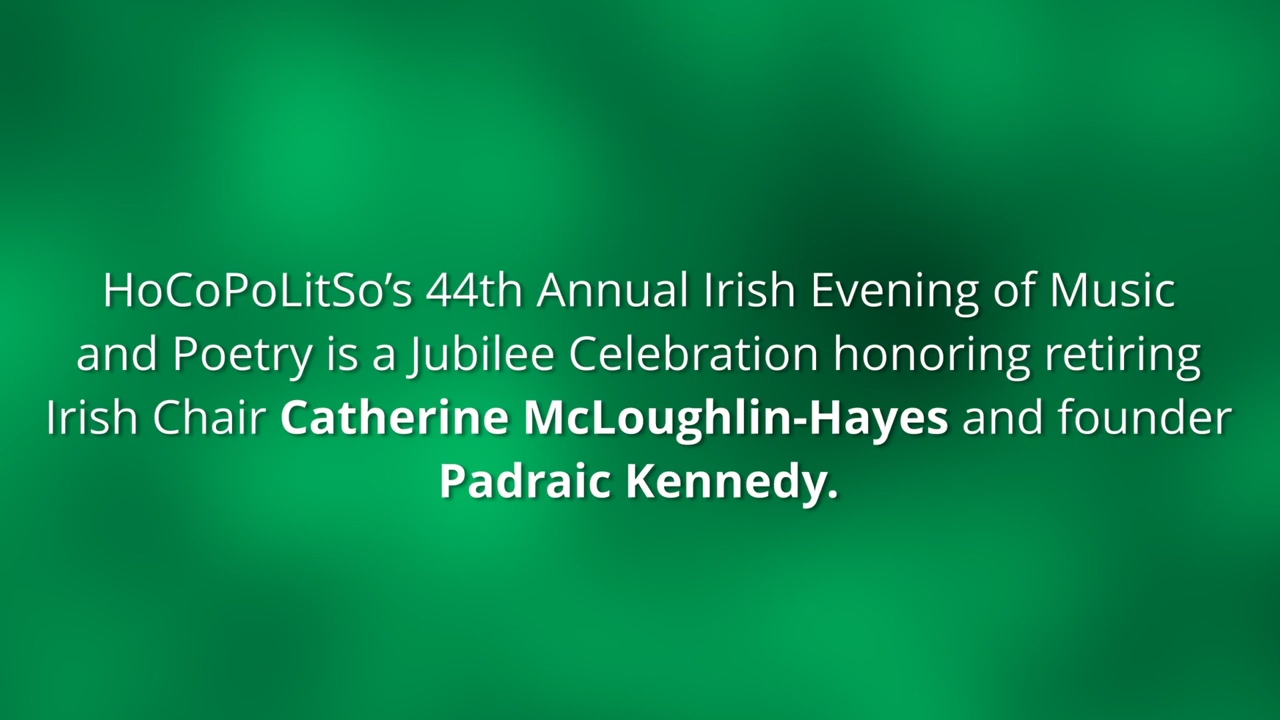 HoCoPoLitSo’s 44th Annual Irish Evening of Music
and Poetry is a Jubilee Celebration honoring retiring
Irish Chair Catherine McLoughlin-Hayes and founder
Padraic Kennedy.